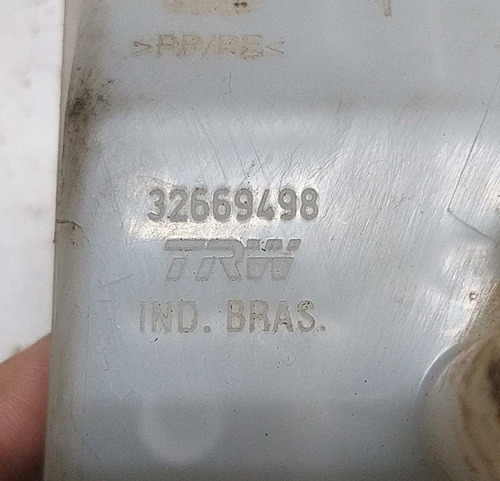 >PP/PE<
32669498
TRW
IND. BRAS.